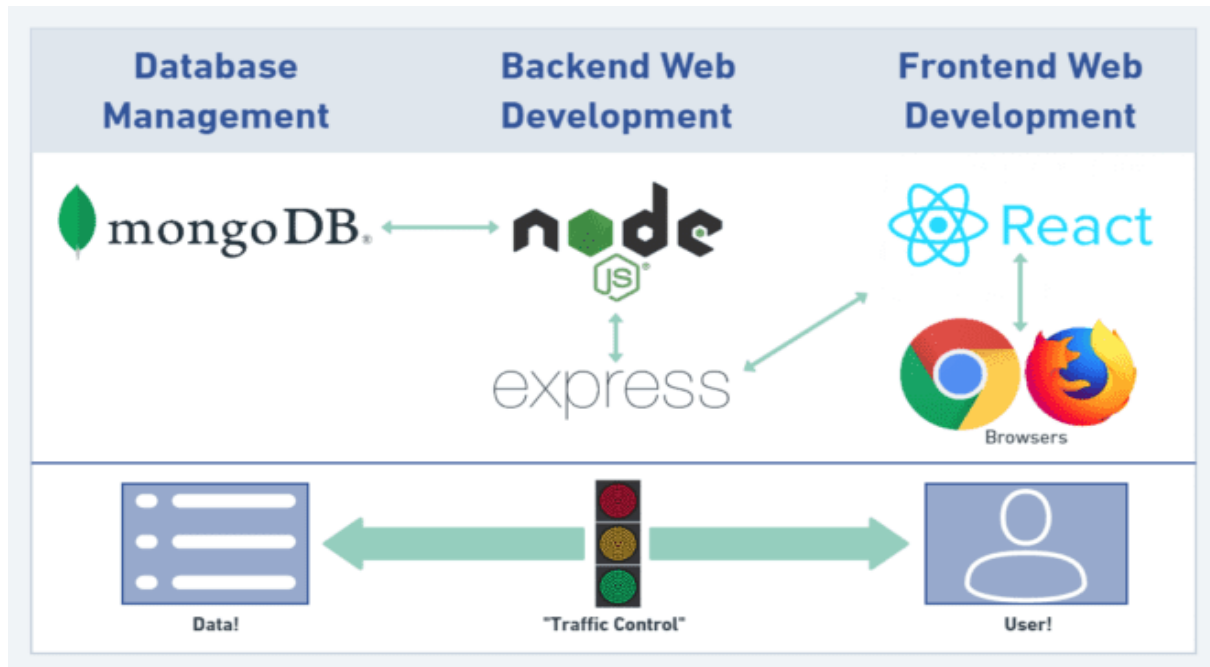 Database
Management
Backend Web
Development
Frontend Web
Development
mongoDB®
node
JS®
React
express
Browsers
Data!
"Traffic Control"
User!